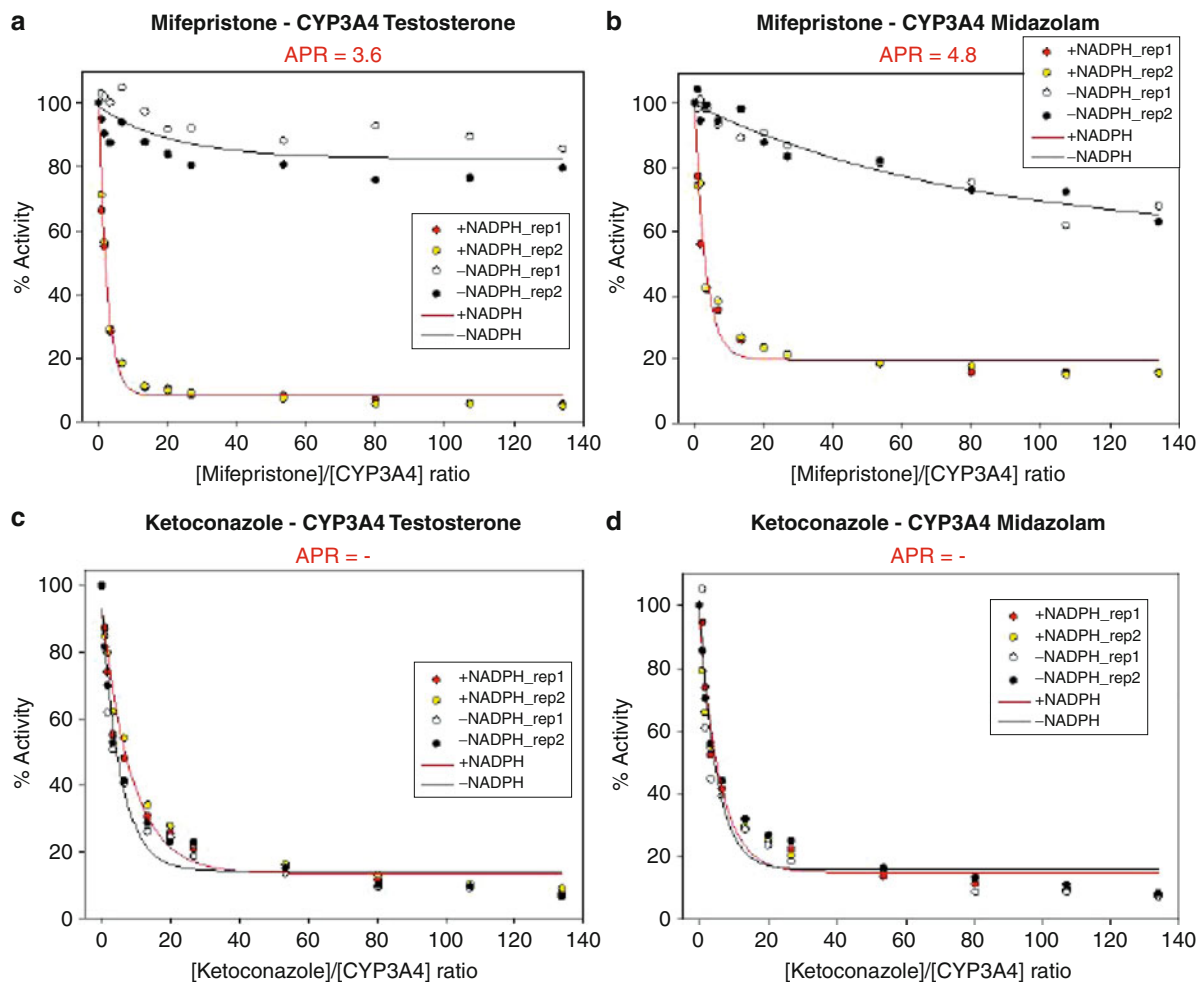 a
Mifepristone - CYP3A4 Testosterone
APR = 3.6
% Activity
100
80
60
40
20
0
+NADPH_rep1
+NADPH_rep2
–NADPH_rep1
–NADPH_rep2
+NADPH
–NADPH
0 20 40 60 80 100 120 140
[Mifepristone]/[CYP3A4] ratio
b
Mifepristone - CYP3A4 Midazolam
APR = 4.8
% Activity
100
80
60
40
20
0
+NADPH_rep1
+NADPH_rep2
–NADPH_rep1
–NADPH_rep2
+NADPH
–NADPH
0 20 40 60 80 100 120 140
[Mifepristone]/[CYP3A4] ratio
c
Ketoconazole - CYP3A4 Testosterone
APR = -
% Activity
100
80
60
40
20
0
+NADPH_rep1
+NADPH_rep2
–NADPH_rep1
–NADPH_rep2
+NADPH
–NADPH
0 20 40 60 80 100 120 140
[Ketoconazole]/[CYP3A4] ratio
d
Ketoconazole - CYP3A4 Midazolam
APR = -
% Activity
100
80
60
40
20
0
+NADPH_rep1
+NADPH_rep2
–NADPH_rep1
–NADPH_rep2
+NADPH
–NADPH
0 20 40 60 80 100 120 140
[Ketoconazole]/[CYP3A4] ratio